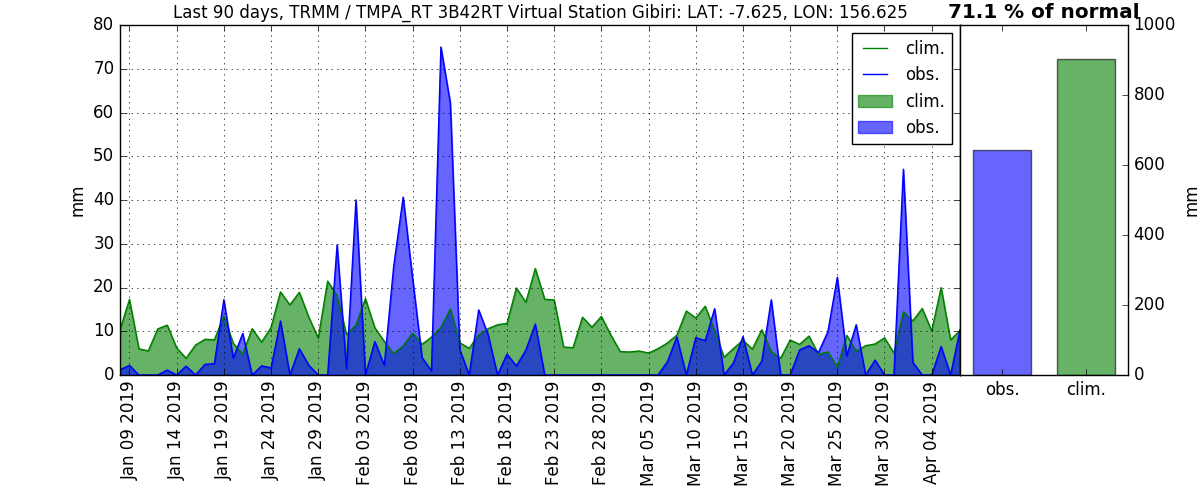 Last 90 days, TRMM / TMPA_RT 3B42RT Virtual Station Gibiri: LAT: -7.625, LON: 156.625
71.1 % of normal
80
70
60
50
40
30
20
10
0
mm
clim.
obs.
clim.
obs.
Jan 09 2019
Jan 14 2019
Jan 19 2019
Jan 24 2019
Jan 29 2019
Feb 03 2019
Feb 08 2019
Feb 13 2019
Feb 18 2019
Feb 23 2019
Feb 28 2019
Mar 05 2019
Mar 10 2019
Mar 15 2019
Mar 20 2019
Mar 25 2019
Mar 30 2019
Apr 04 2019
1000
800
600
400
200
0
mm
obs.
clim.